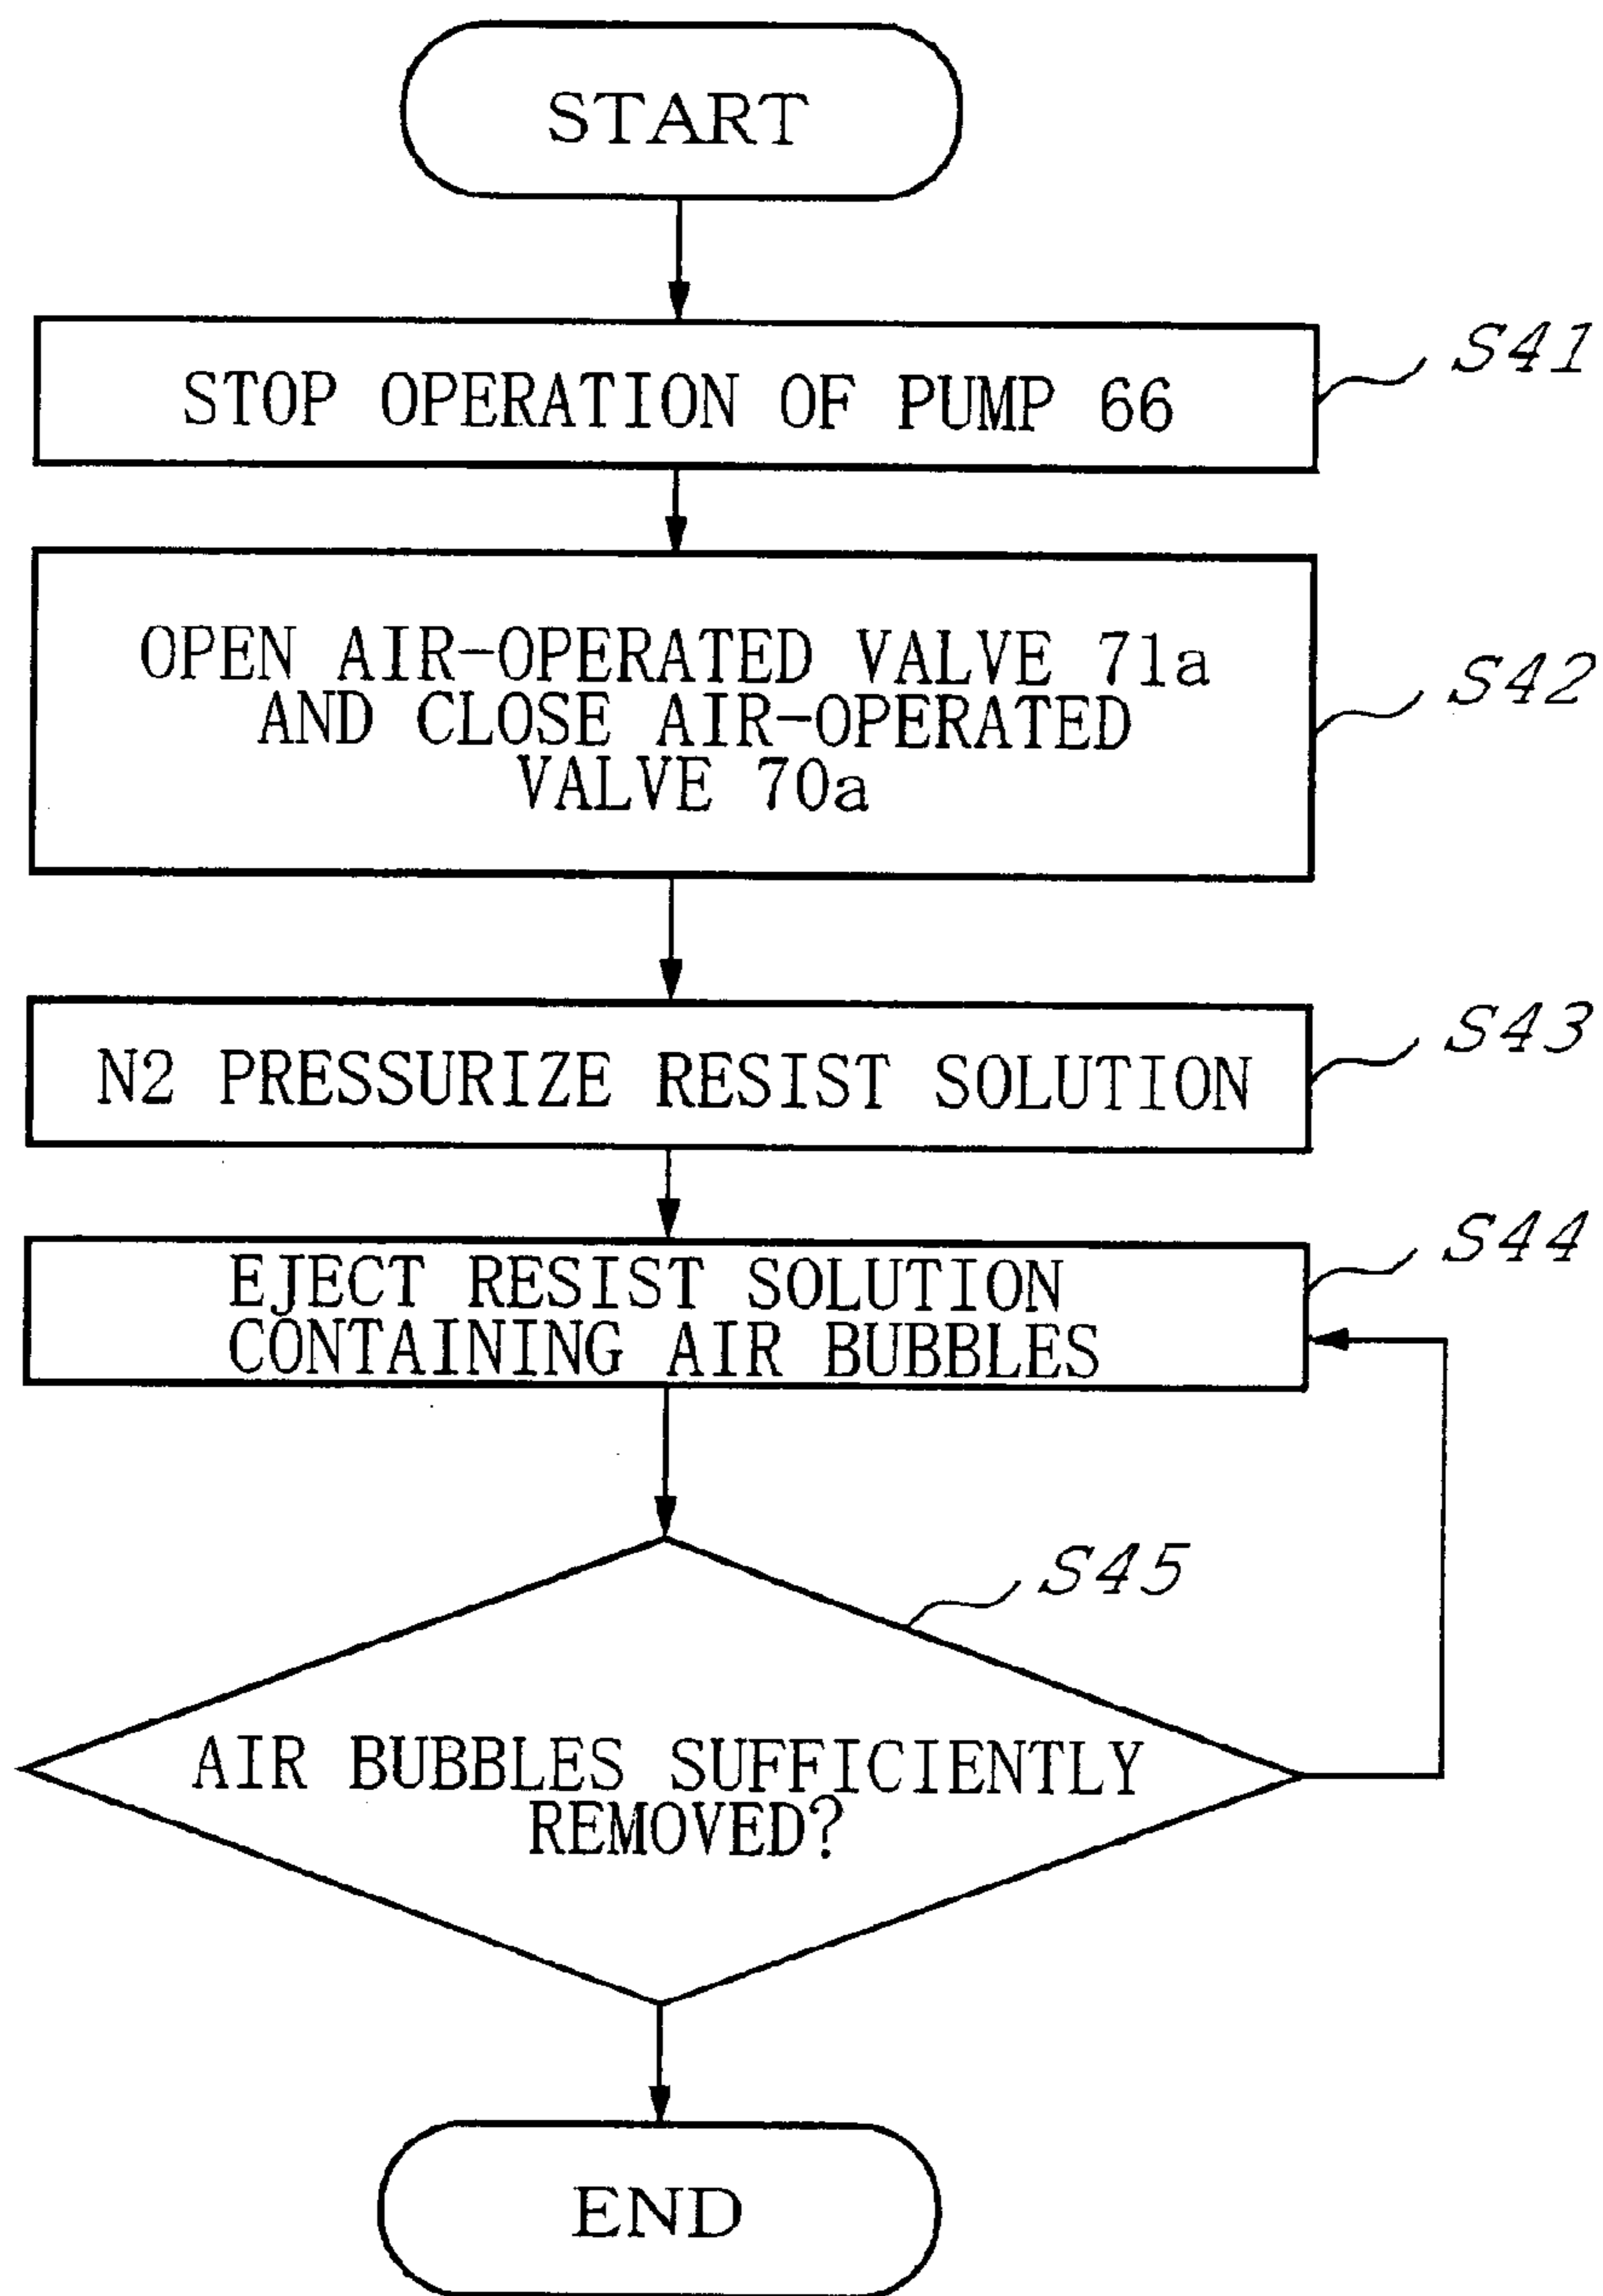 START
STOP OPERATION OF PUMP 66
S41
OPEN AIR-OPERATED VALVE 71a
AND CLOSE AIR-OPERATED
VALVE 70a
S42
N2 PRESSURIZE RESIST SOLUTION
S43
EJECT RESIST SOLUTION
CONTAINING AIR BUBBLES
S44
S45
AIR BUBBLES SUFFICIENTLY
REMOVED?
END